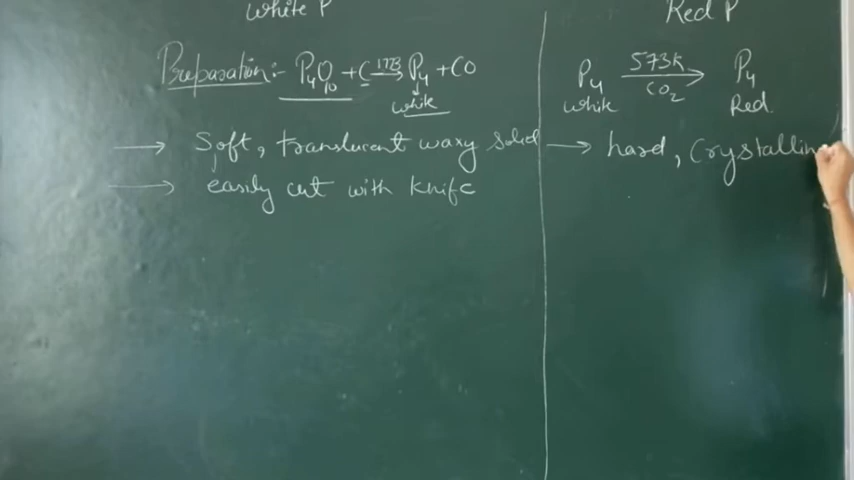 White P
Preparation:- P4O10 + C 1773 → P4 + CO
↓
white
→ Soft, translucent waxy solid
→ easily cut with knife
Red P
P4 573K → P4
CO2
White Red
→ hard, Crystallin